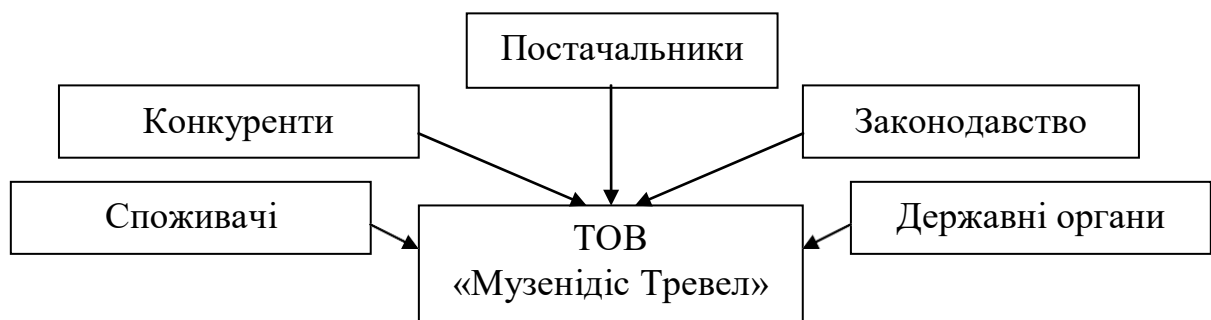 Постачальники
Конкуренти
Законодавство
Споживачі
Державні органи
ТОВ
«Музенідіс Тревел»